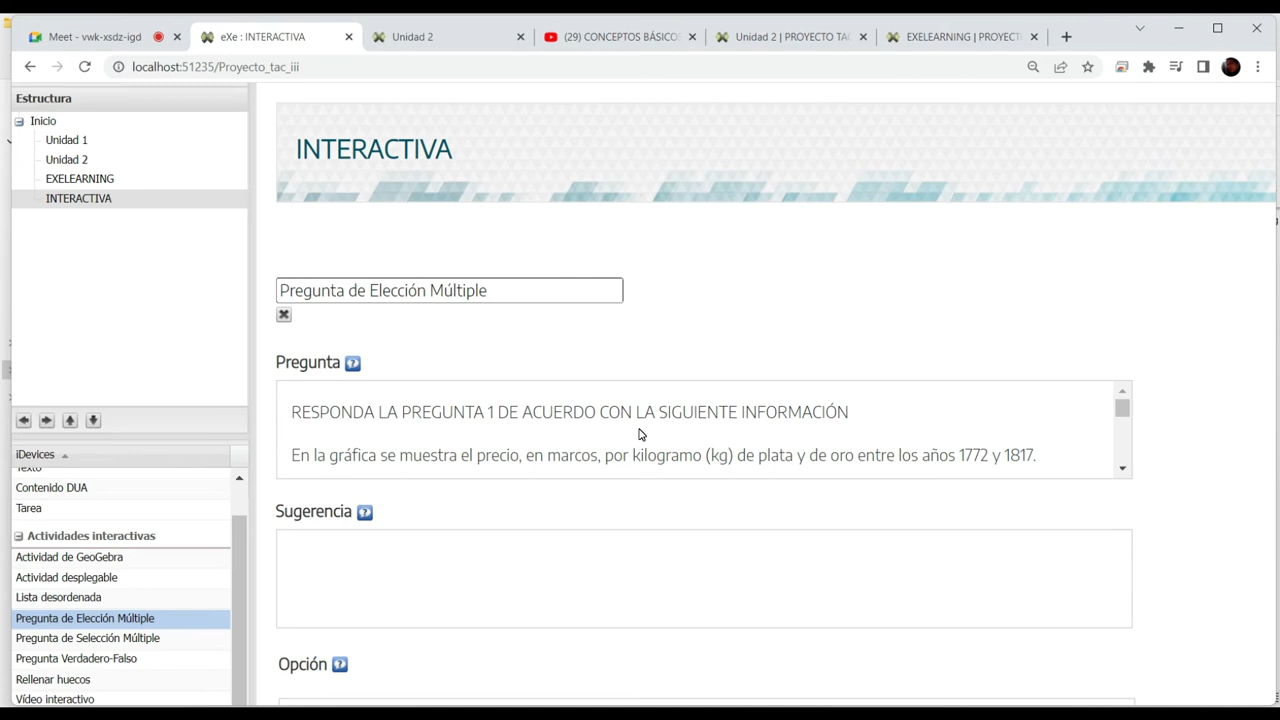 Meet - vwk-xsdz-igd
eXe : INTERACTIVA
Unidad 2
(29) CONCEPTOS BÁSICOS
Unidad 2 | PROYECTO TAC
EXELEARNING | PROYECT
localhost:51235/Proyecto_tac_iii
Estructura
Inicio
Unidad 1
Unidad 2
EXELEARNING
INTERACTIVA
iDevices
Texto
Contenido DUA
Tarea
Actividades interactivas
Actividad de GeoGebra
Actividad desplegable
Lista desordenada
Pregunta de Elección Múltiple
Pregunta de Selección Múltiple
Pregunta Verdadero-Falso
Rellenar huecos
Vídeo interactivo
INTERACTIVA
Pregunta de Elección Múltiple
Pregunta
RESPONDA LA PREGUNTA 1 DE ACUERDO CON LA SIGUIENTE INFORMACIÓN
En la gráfica se muestra el precio, en marcos, por kilogramo (kg) de plata y de oro entre los años 1772 y 1817.
Sugerencia
Opción